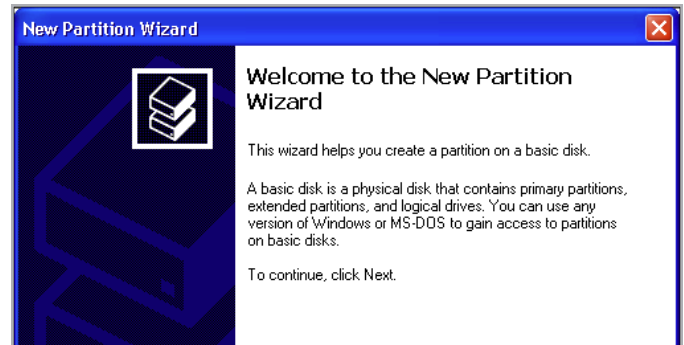 New Partition Wizard
Welcome to the New Partition
Wizard
This wizard helps you create a partition on a basic disk.
A basic disk is a physical disk that contains primary partitions,
extended partitions, and logical drives. You can use any
version of Windows or MS-DOS to gain access to partitions
on basic disks.
To continue, click Next.